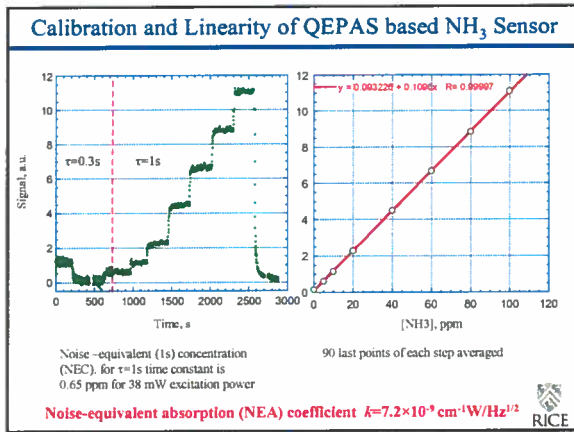 Calibration and Linearity of QEPAS based NH3 Sensor
12
10
8
6
4
2
0
Signal, a.u.
τ=0.3s
τ=1s
0 500 1000 1500 2000 2500 3000
Time, s
12
10
8
6
4
2
0
y = 0.093226 + 0.1096x R= 0.99997
0 20 40 60 80 100 120
[NH3], ppm
Noise –equivalent (1s) concentration
(NEC). for τ=1s time constant is
0.65 ppm for 38 mW excitation power
90 last points of each step averaged
Noise-equivalent absorption (NEA) coefficient k=7.2×10⁻⁹ cm⁻¹W/Hz¹/²
RICE